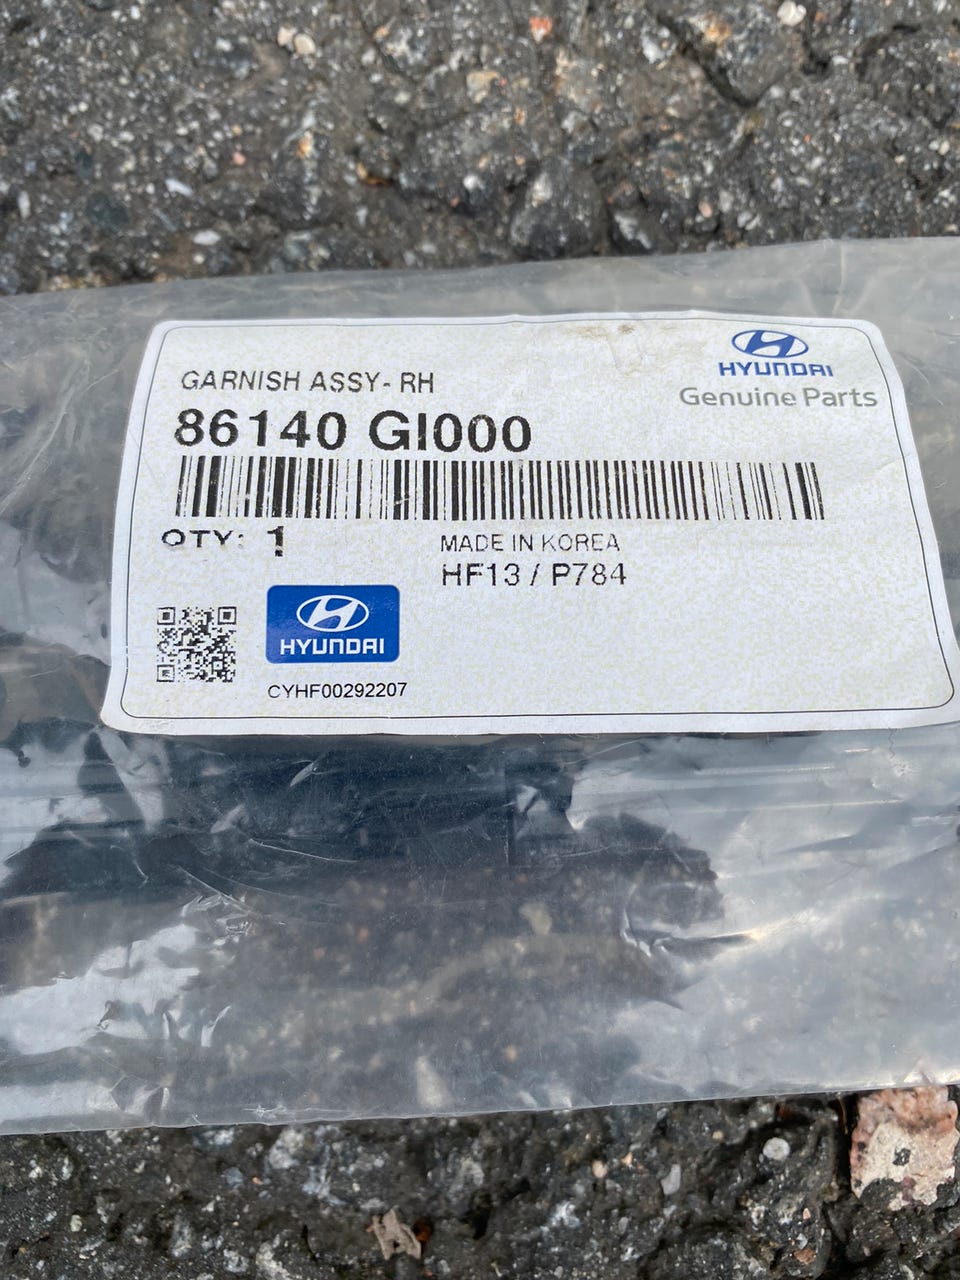 GARNISH ASSY- RH
86140 GI000
HYUNDAI
Genuine Parts
QTY: 1
MADE IN KOREA
HF13 / P784
HYUNDAI
CYHF00292207